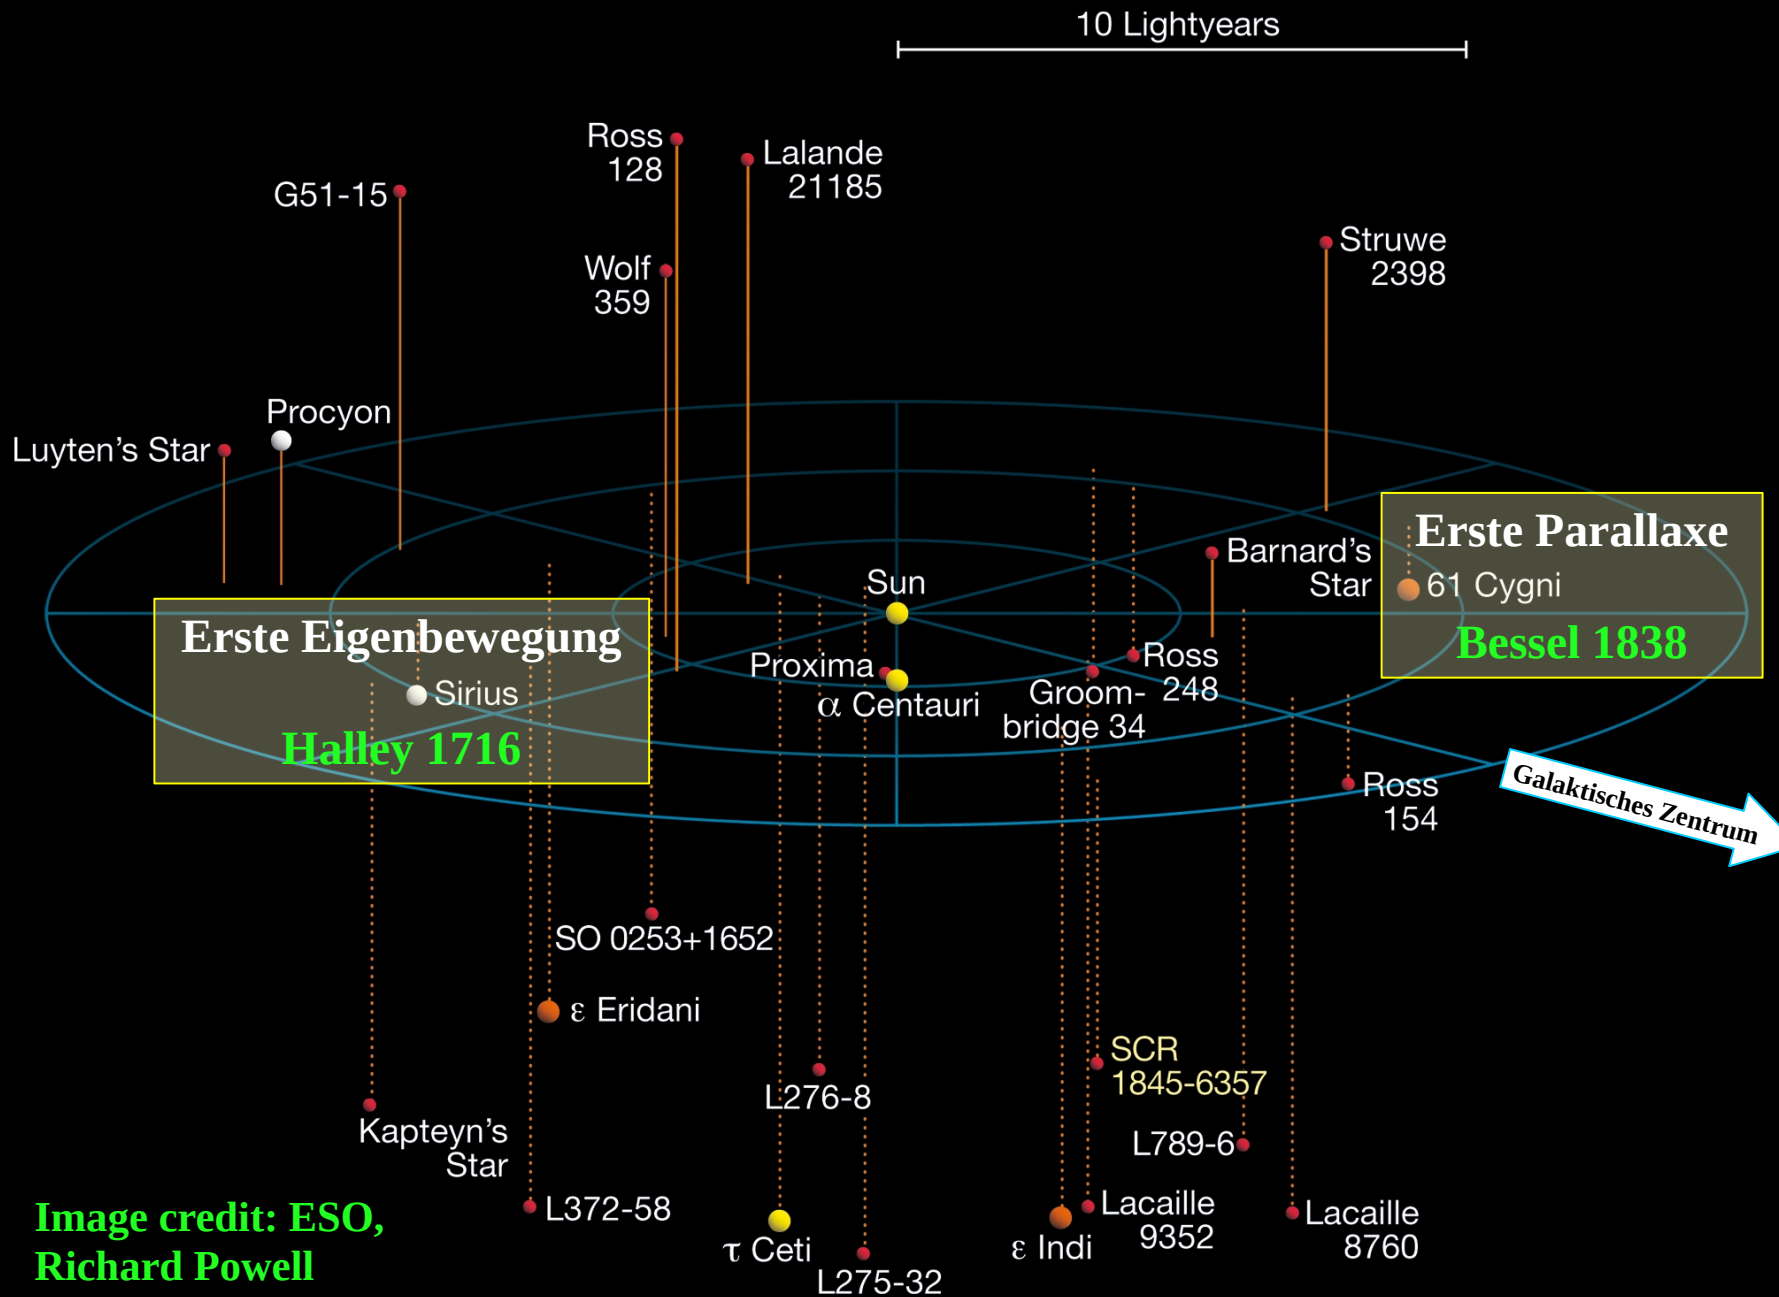 10 Lightyears
Ross
128
Lalande
21185
G51-15
Struwe
2398
Wolf
359
Procyon
Luyten’s Star
Erste Parallaxe
61 Cygni
Bessel 1838
Barnard’s
Star
Sun
Erste Eigenbewegung
Sirius
Halley 1716
Proxima
α Centauri
Ross
248
Groom-
bridge 34
Galaktisches Zentrum
Ross
154
SO 0253+1652
ε Eridani
SCR
1845-6357
L276-8
Kapteyn’s
Star
L789-6
L372-58
Lacaille
9352
Lacaille
8760
τ Ceti
ε Indi
L275-32
Image credit: ESO,
Richard Powell